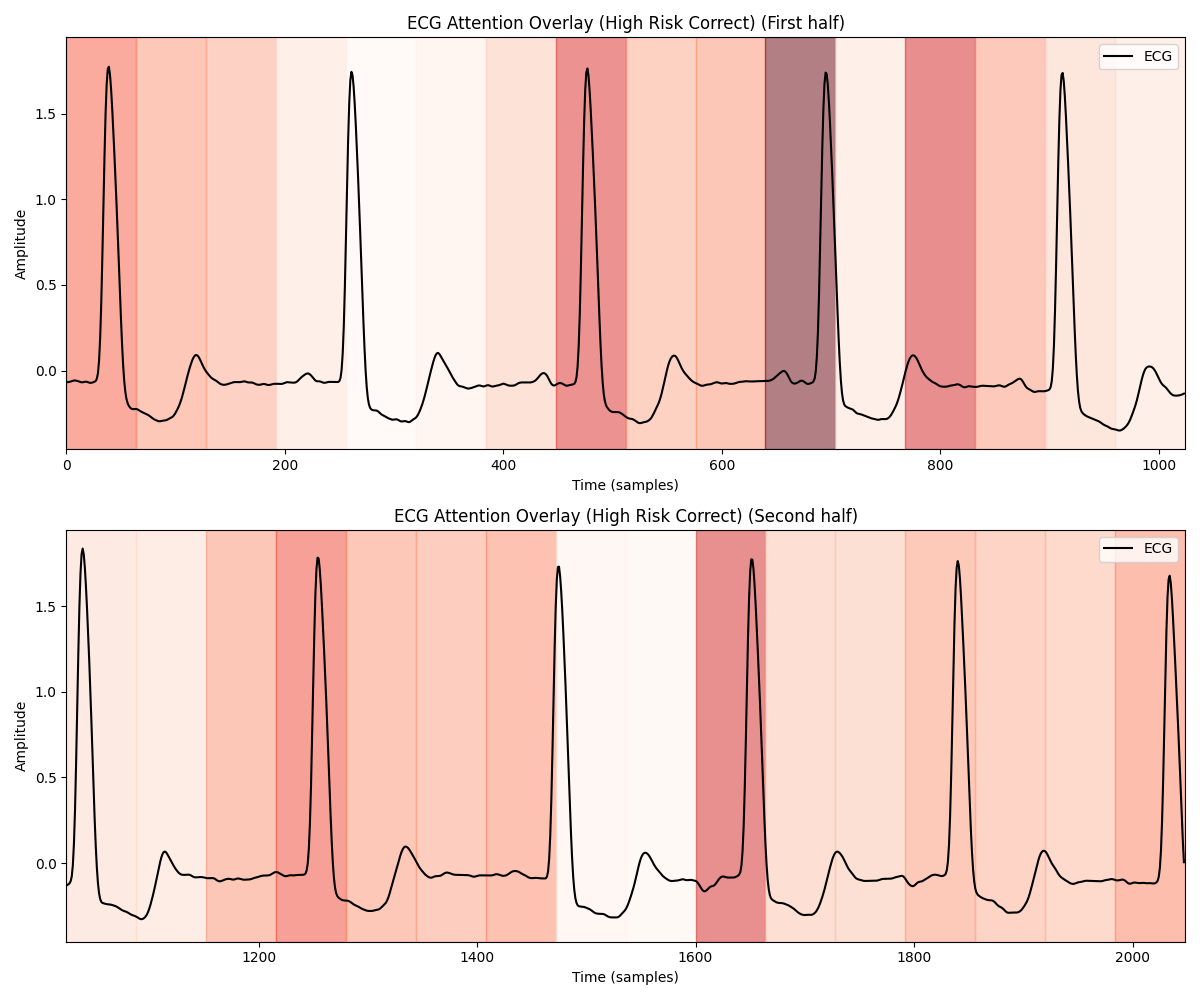 ECG Attention Overlay (High Risk Correct) (First half)
ECG
Amplitude
1.5
1.0
0.5
0.0
0 200 400 600 800 1000
Time (samples)
ECG Attention Overlay (High Risk Correct) (Second half)
ECG
Amplitude
1.5
1.0
0.5
0.0
1200 1400 1600 1800 2000
Time (samples)